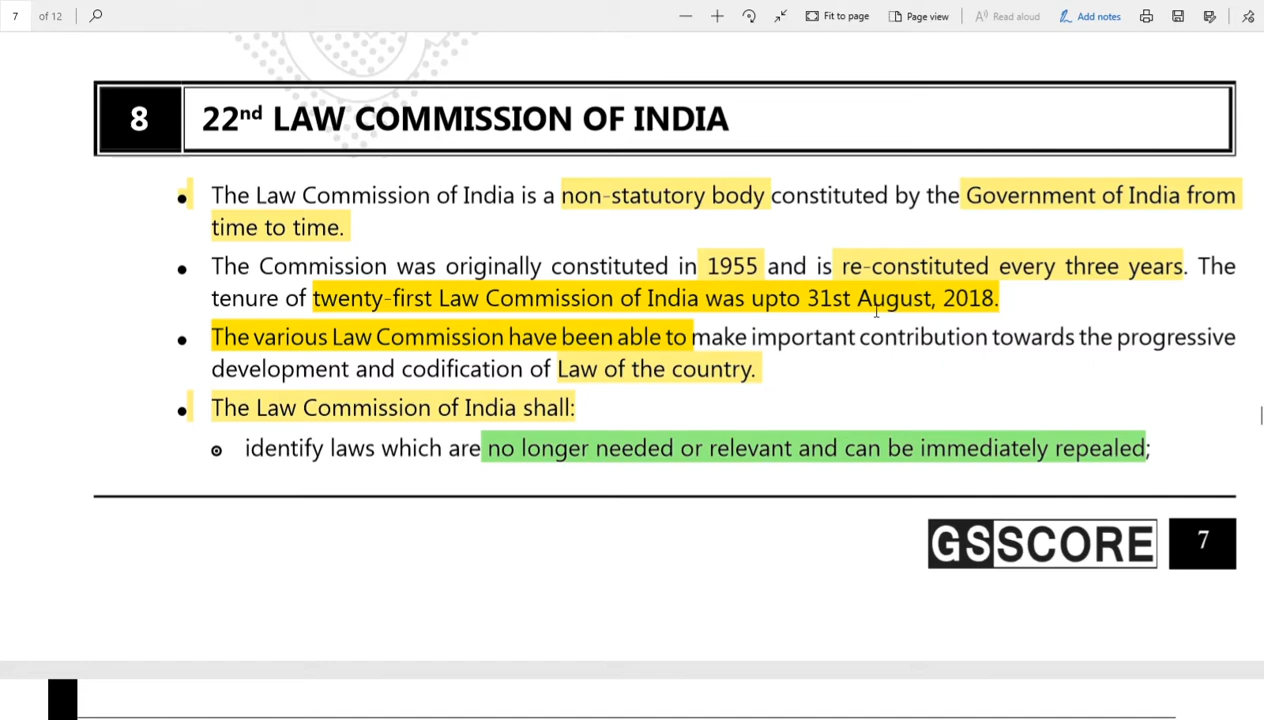 7 of 12 Fit to page Page view Read aloud Add notes
8 22nd LAW COMMISSION OF INDIA
• The Law Commission of India is a non-statutory body constituted by the Government of India from
time to time.
• The Commission was originally constituted in 1955 and is re-constituted every three years. The
tenure of twenty-first Law Commission of India was upto 31st August, 2018.
• The various Law Commission have been able to make important contribution towards the progressive
development and codification of Law of the country.
• The Law Commission of India shall:
identify laws which are no longer needed or relevant and can be immediately repealed;
GSSCORE 7